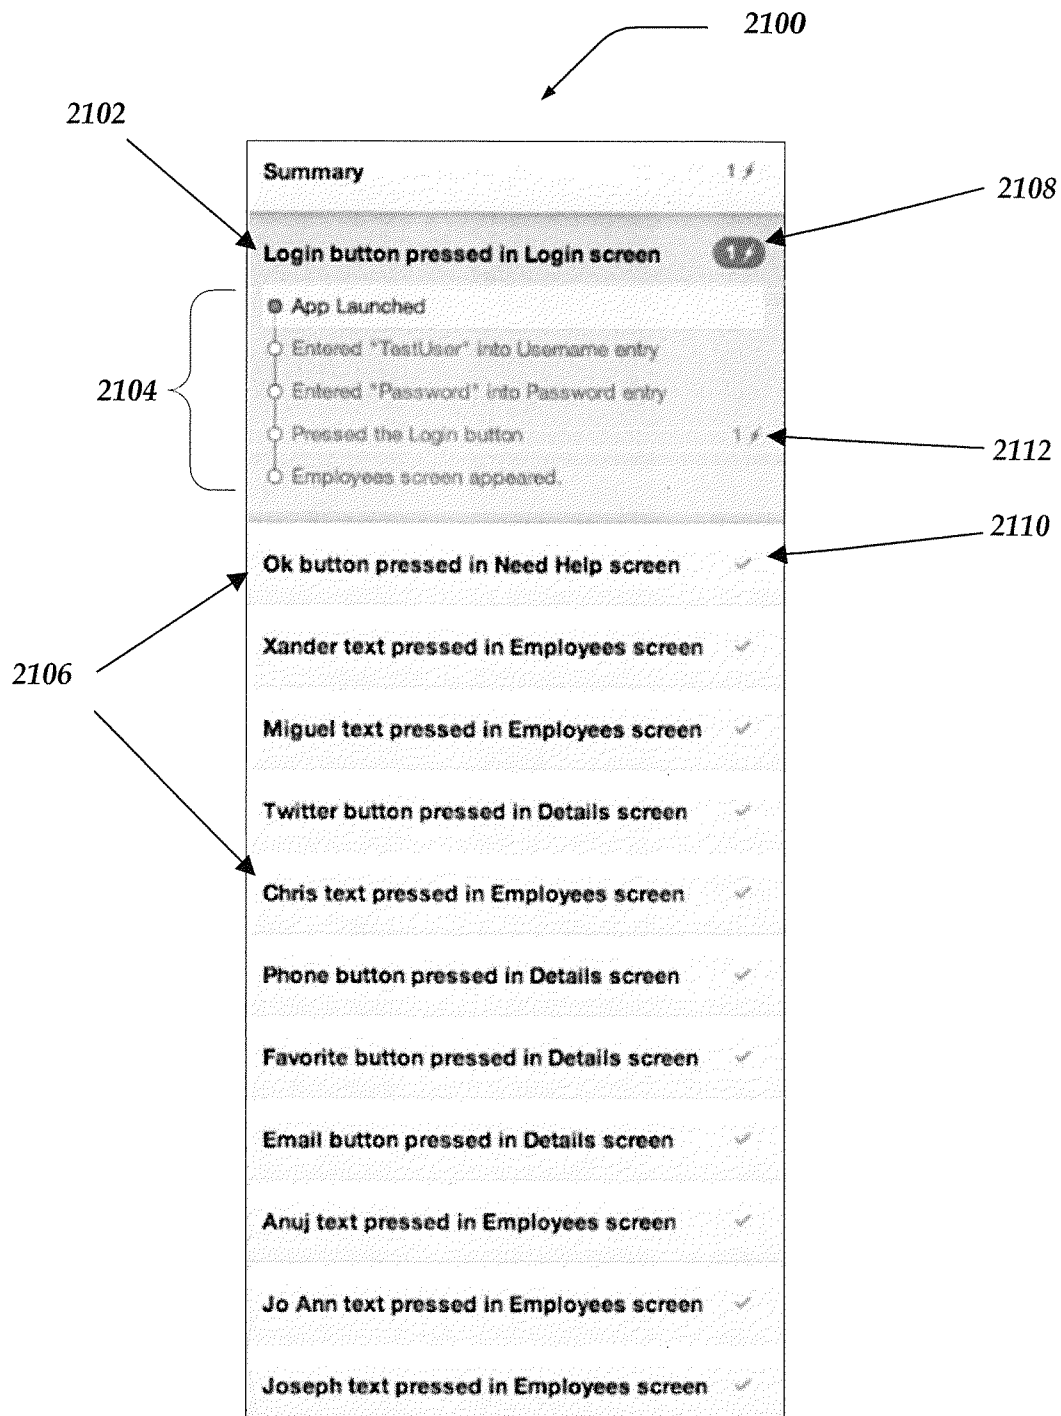 2100
2102
Summary 1
2108
Login button pressed in Login screen 1
App Launched
Entered "TestUser" into Username entry
2104
Entered "Password" into Password entry
Pressed the Login button 1
2112
Employees screen appeared.
2110
Ok button pressed in Need Help screen
Xander text pressed in Employees screen
2106
Miguel text pressed in Employees screen
Twitter button pressed in Details screen
Chris text pressed in Employees screen
Phone button pressed in Details screen
Favorite button pressed in Details screen
Email button pressed in Details screen
Anuj text pressed in Employees screen
Jo Ann text pressed in Employees screen
Joseph text pressed in Employees screen